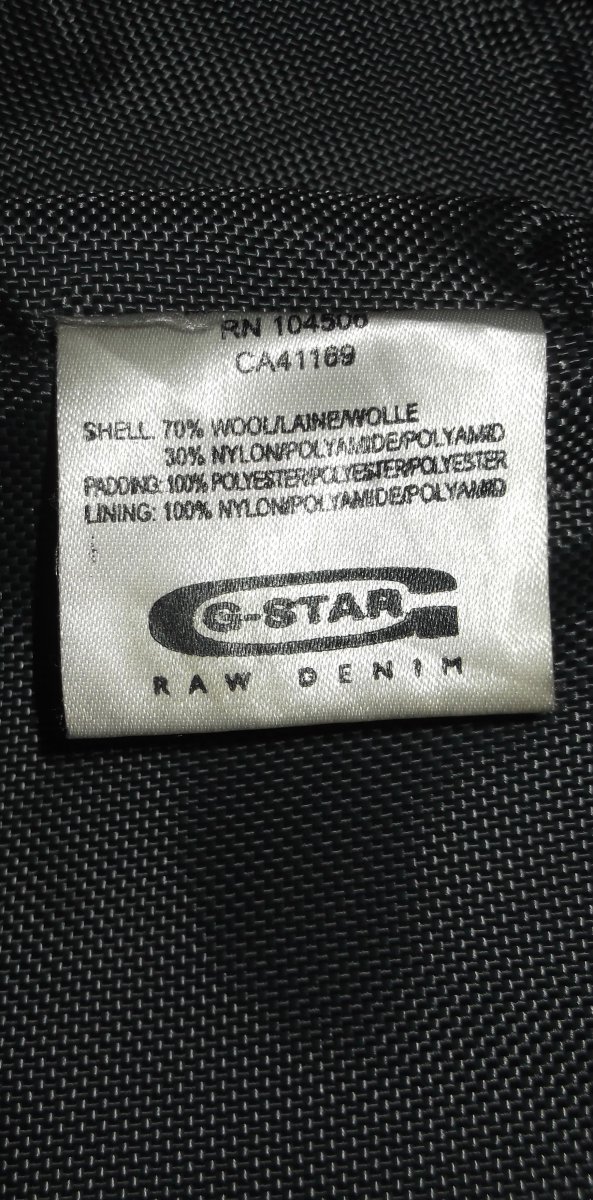 RN 104506
CA41169
SHELL: 70% WOOL/LAINE/WOLLE
30% NYLON/POLYAMIDE/POLYAMID
PADDING: 100% POLYESTER/POLYESTER/POLYESTER
LINING: 100% NYLON/POLYAMIDE/POLYAMID
G-STAR
RAW DENIM